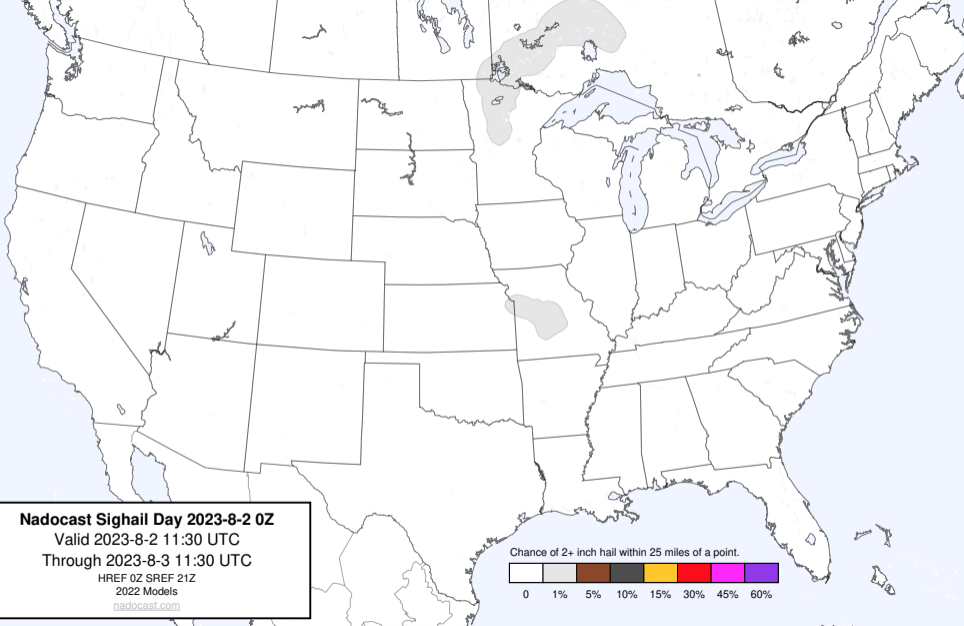 Nadocast Sighail Day 2023-8-2 0Z
Valid 2023-8-2 11:30 UTC
Through 2023-8-3 11:30 UTC
HREF 0Z SREF 21Z
2022 Models
nadocast.com
Chance of 2+ inch hail within 25 miles of a point.
0 1% 5% 10% 15% 30% 45% 60%